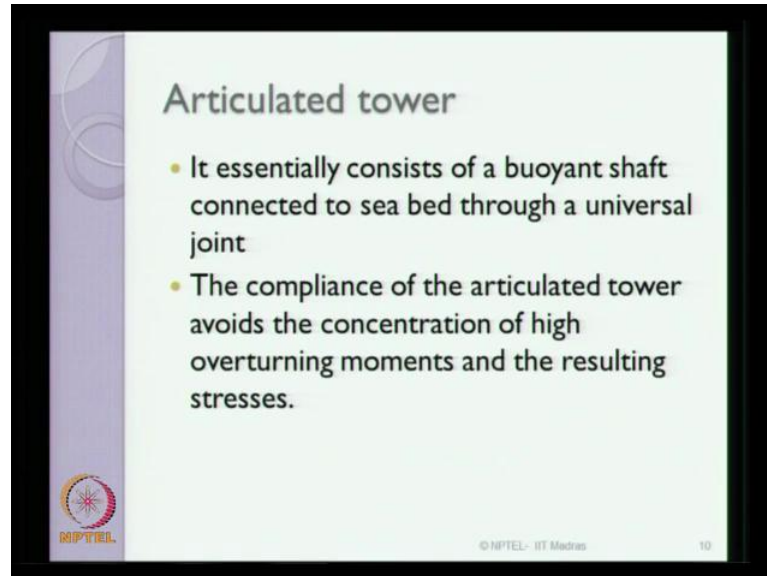 Articulated tower
• It essentially consists of a buoyant shaft
connected to sea bed through a universal
joint
• The compliance of the articulated tower
avoids the concentration of high
overturning moments and the resulting
stresses.
NPTEL
© NPTEL- IIT Madras
10